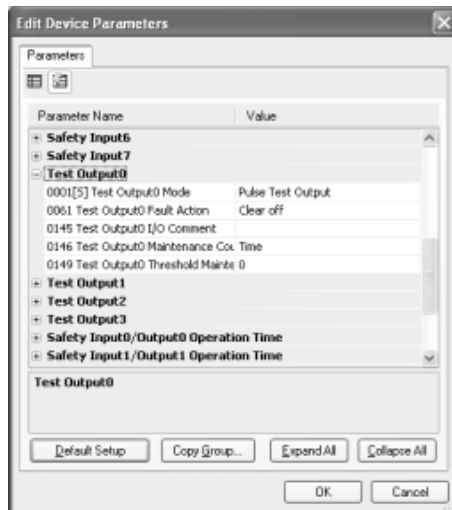 Edit Device Parameters
Parameters
Parameter Name Value
Safety Input6
Safety Input7
Test Output0
0001[S] Test Output0 Mode Pulse Test Output
0061 Test Output0 Fault Action Clear off
0145 Test Output0 I/O Comment
0146 Test Output0 Maintenance Cou Time
0149 Test Output0 Threshold Mainte 0
Test Output1
Test Output2
Test Output3
Safety Input0/Output0 Operation Time
Safety Input1/Output1 Operation Time
Test Output0
Default Setup Copy Group... Expand All Collapse All
OK Cancel